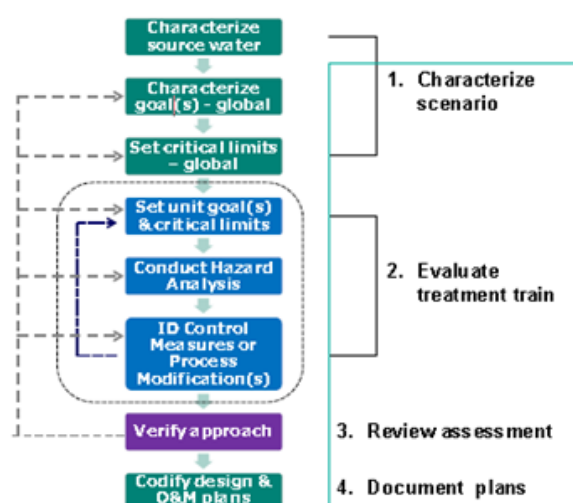 Characterize
source water
Characterize
goal(s) - global
Set critical limits
- global
Set unit goal(s)
& critical limits
Conduct Hazard
Analysis
ID Control
Measures or
Process
Modification(s)
Verify approach
Codify design &
O&M plans
1. Characterize
scenario
2. Evaluate
treatment train
3. Review assessment
4. Document plans